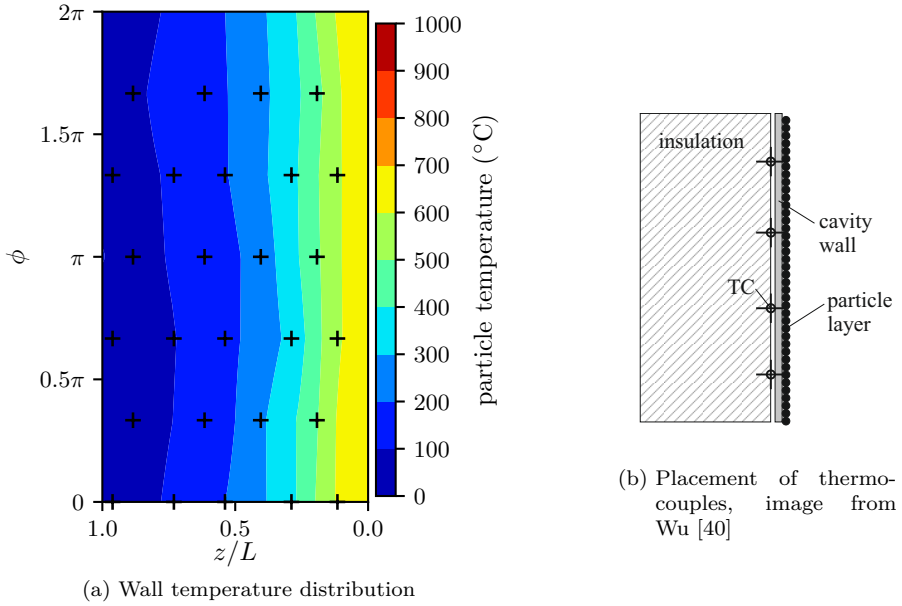 2π
1.5π
π
0.5π
0
ϕ
1.0
0.5
0.0
z/L
1000
900
800
700
600
500
400
300
200
100
0
particle temperature (°C)
(a) Wall temperature distribution
insulation
cavity
wall
TC
particle
layer
(b) Placement of thermo-
couples, image from
Wu [40]